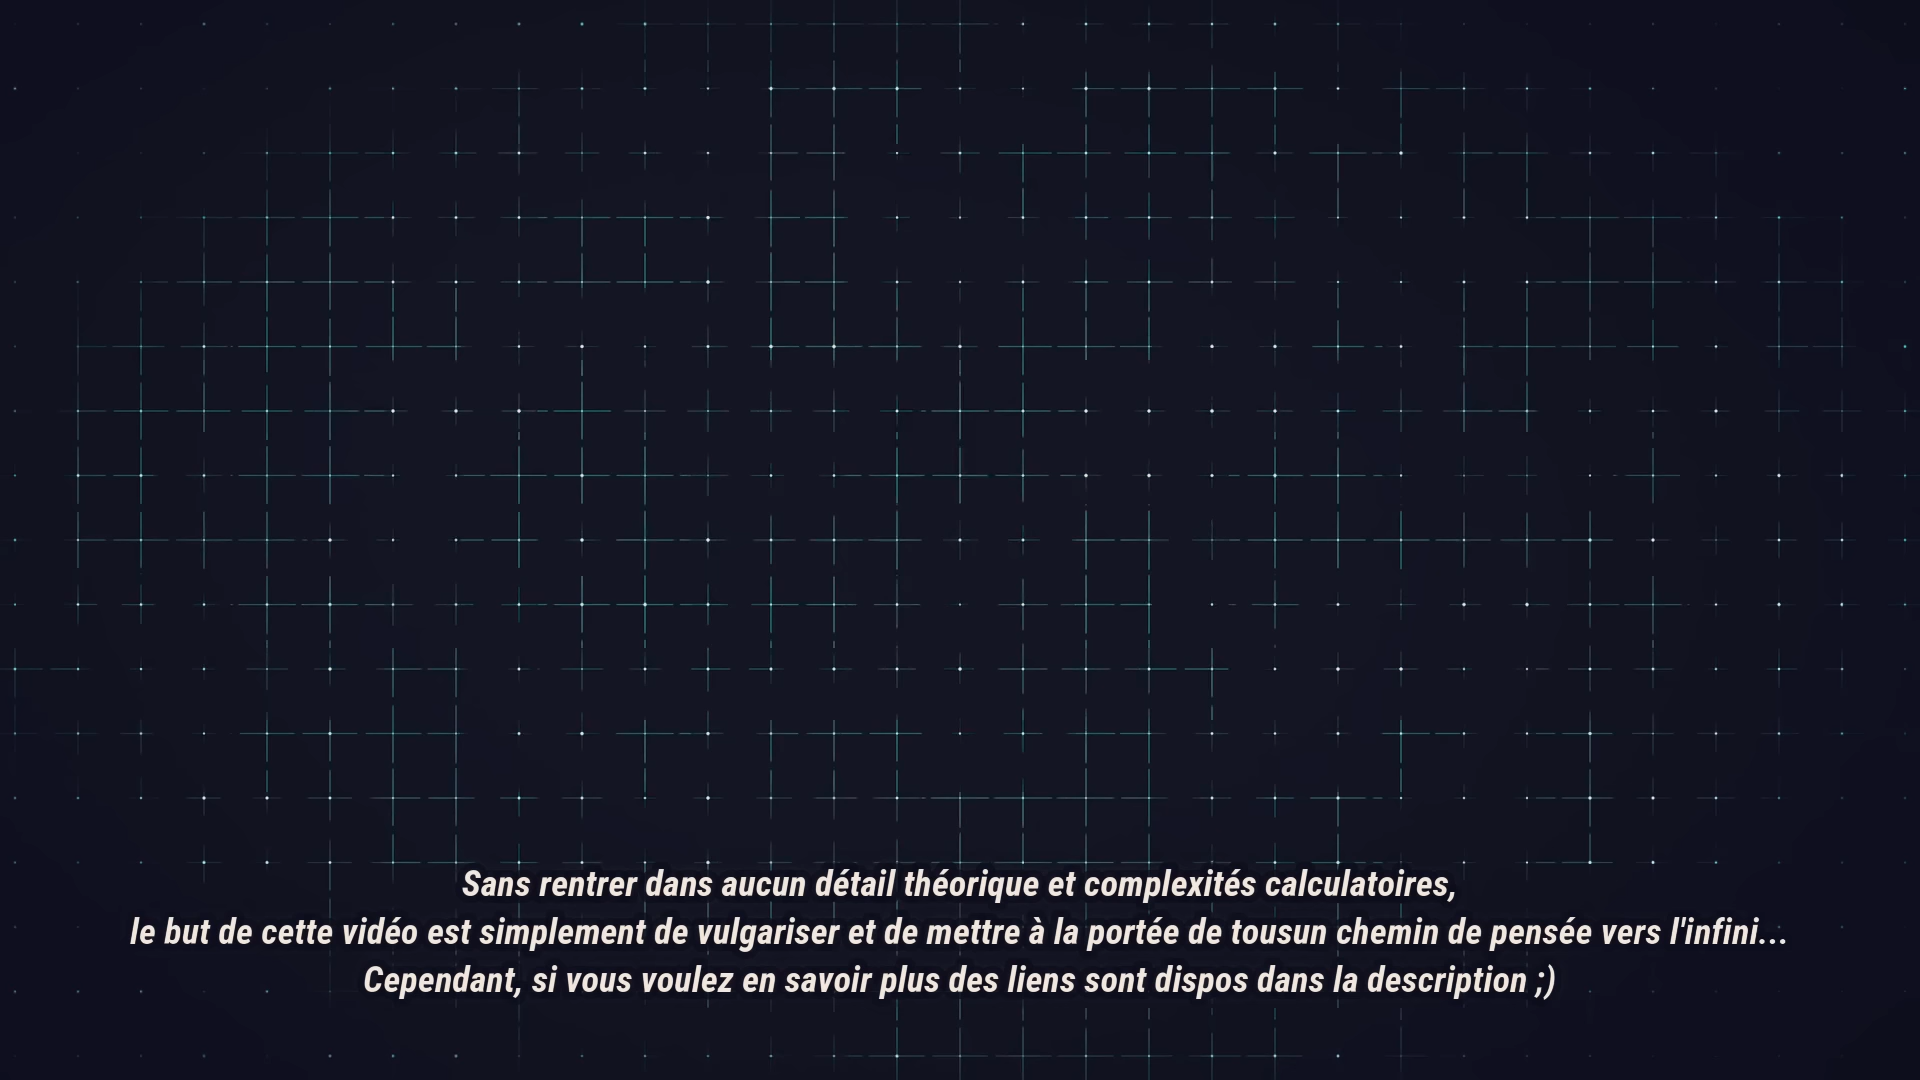 Sans rentrer dans aucun détail théorique et complexités calculatoires,
le but de cette vidéo est simplement de vulgariser et de mettre à la portée de tousun chemin de pensée vers l'infini...
Cependant, si vous voulez en savoir plus des liens sont dispos dans la description ;)